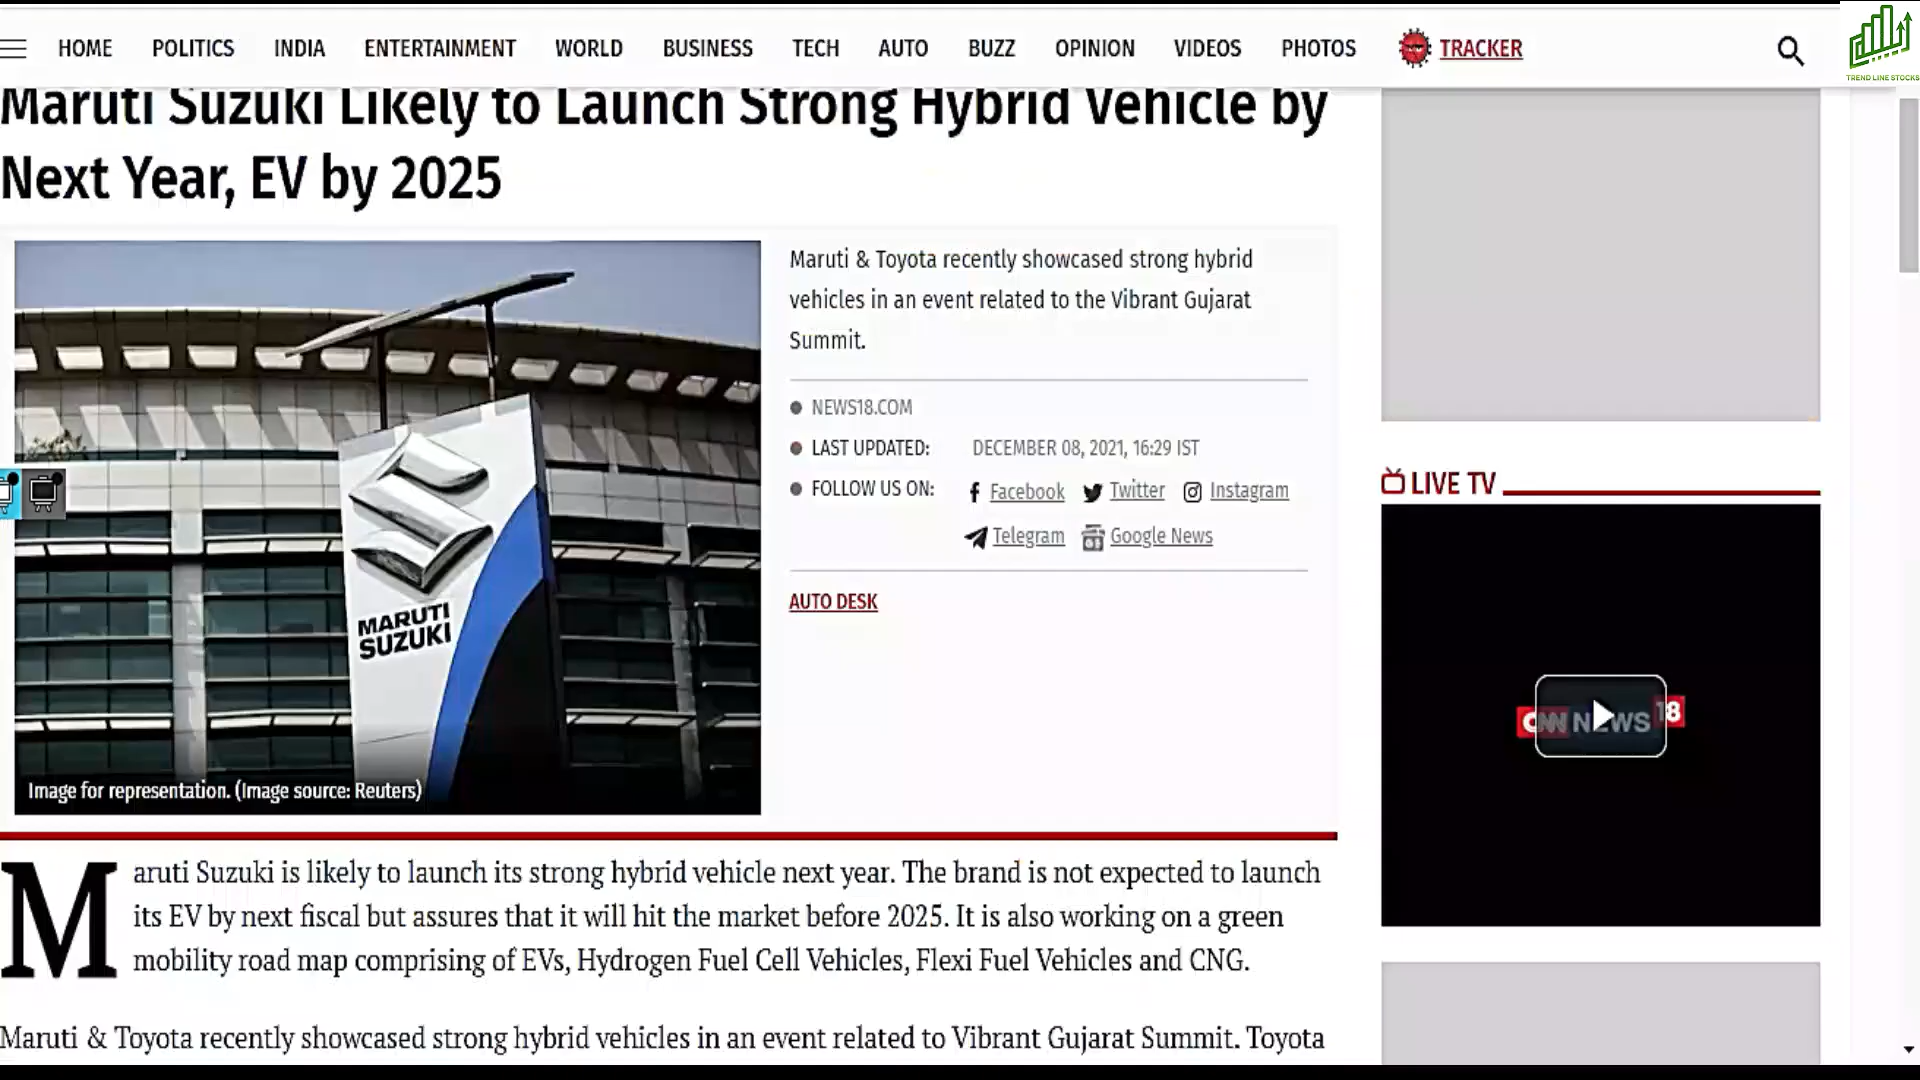 HOME POLITICS INDIA ENTERTAINMENT WORLD BUSINESS TECH AUTO BUZZ OPINION VIDEOS PHOTOS TRACKER
TREND LINE STOCKS
Maruti Suzuki Likely to Launch Strong Hybrid Vehicle by
Next Year, EV by 2025
MARUTI
SUZUKI
Image for representation. (Image source: Reuters)
Maruti & Toyota recently showcased strong hybrid
vehicles in an event related to the Vibrant Gujarat
Summit.
NEWS18.COM
LAST UPDATED: DECEMBER 08, 2021, 16:29 IST
FOLLOW US ON: Facebook Twitter Instagram
Telegram Google News
AUTO DESK
LIVE TV
CNN NEWS 18
Maruti Suzuki is likely to launch its strong hybrid vehicle next year. The brand is not expected to launch
its EV by next fiscal but assures that it will hit the market before 2025. It is also working on a green
mobility road map comprising of EVs, Hydrogen Fuel Cell Vehicles, Flexi Fuel Vehicles and CNG.
Maruti & Toyota recently showcased strong hybrid vehicles in an event related to Vibrant Gujarat Summit. Toyota